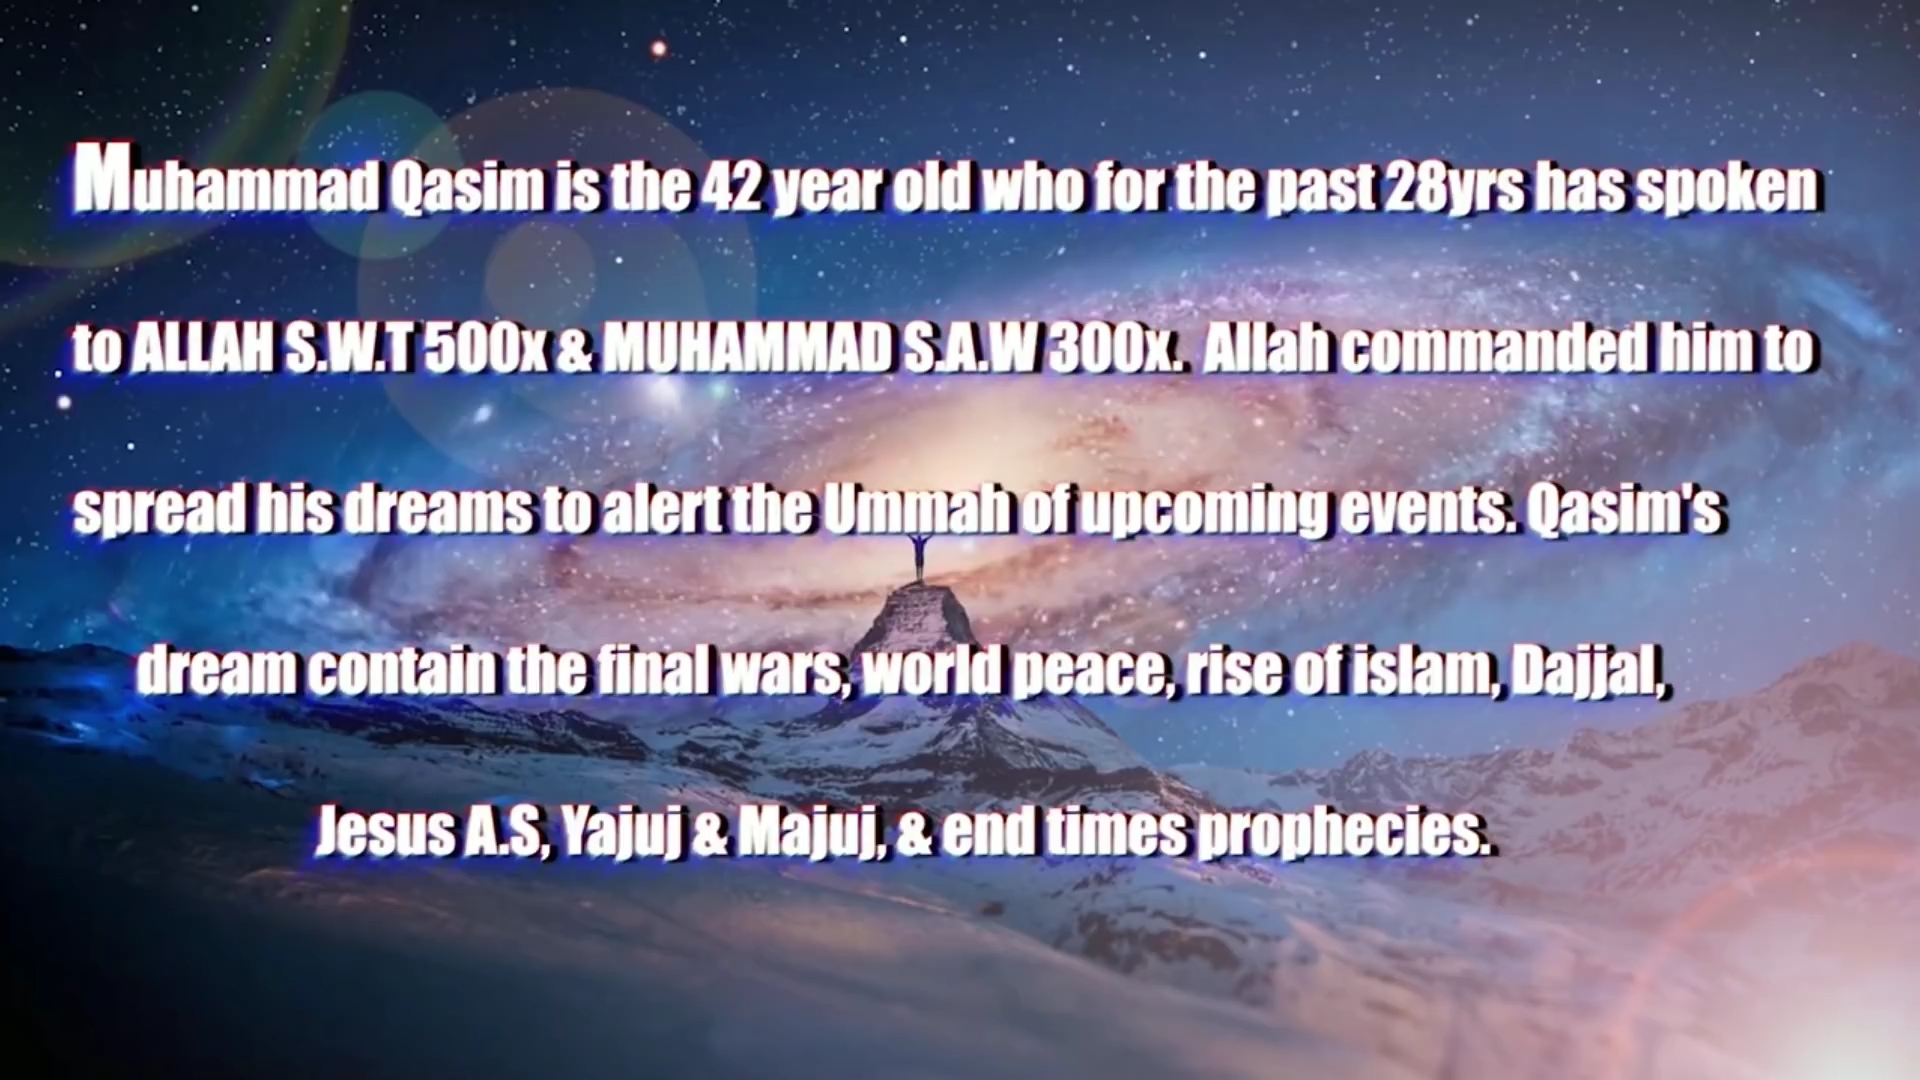 Muhammad Qasim is the 42 year old who for the past 28yrs has spoken
to ALLAH S.W.T 500x & MUHAMMAD S.A.W 300x. Allah commanded him to
spread his dreams to alert the Ummah of upcoming events. Qasim's
dream contain the final wars, world peace, rise of islam, Dajjal,
Jesus A.S, Yajuj & Majuj, & end times prophecies.